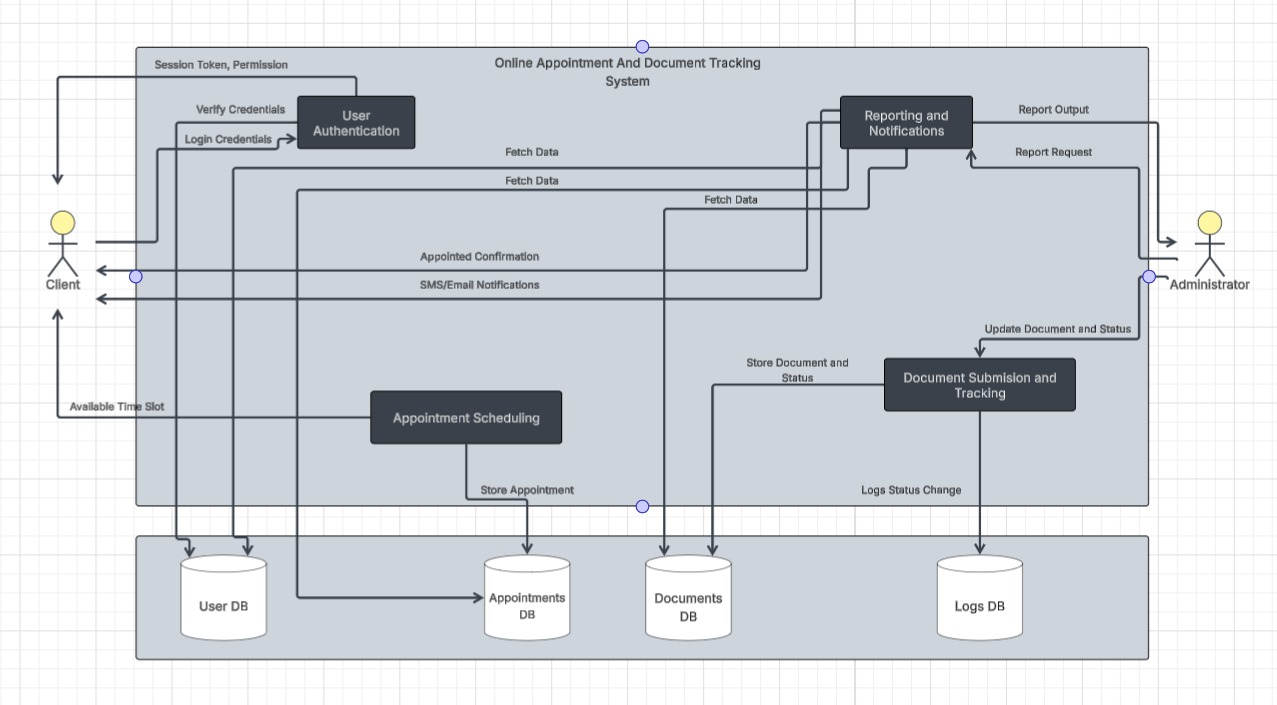 Online Appointment And Document Tracking
System
Session Token, Permission
Verify Credentials
Login Credentials
User
Authentication
Reporting and
Notifications
Report Output
Report Request
Fetch Data
Fetch Data
Fetch Data
Appointed Confirmation
SMS/Email Notifications
Client
Administrator
Update Document and Status
Store Document and
Status
Document Submision and
Tracking
Available Time Slot
Appointment Scheduling
Store Appointment
Logs Status Change
User DB
Appointments
DB
Documents
DB
Logs DB